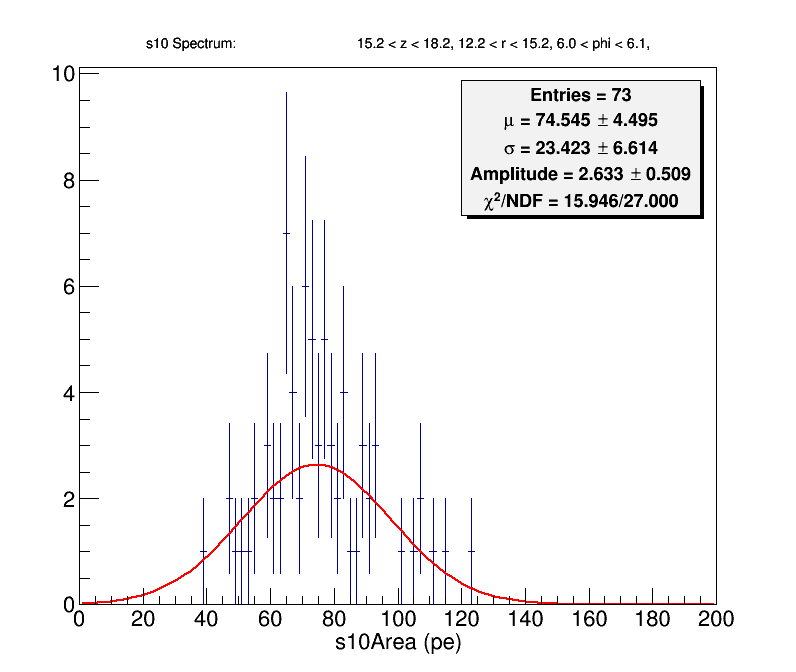 s10 Spectrum: 15.2 < z < 18.2, 12.2 < r < 15.2, 6.0 < phi < 6.1,
Entries = 73
μ = 74.545 ± 4.495
σ = 23.423 ± 6.614
Amplitude = 2.633 ± 0.509
χ²/NDF = 15.946/27.000
10
8
6
4
2
0
0 20 40 60 80 100 120 140 160 180 200
s10Area (pe)